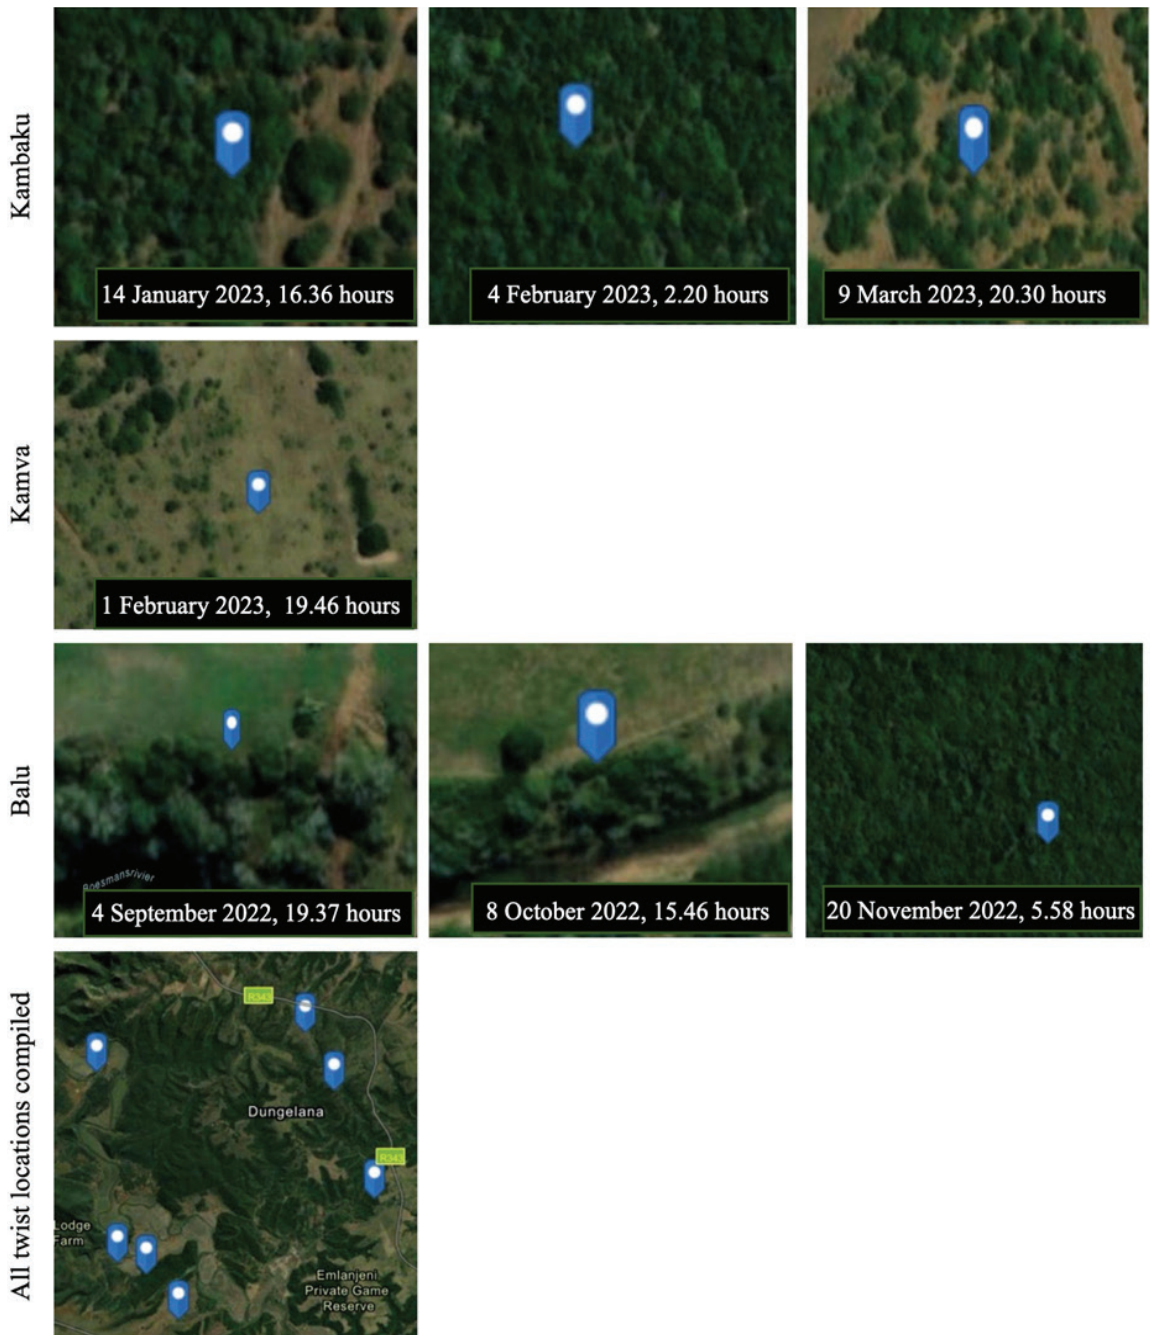 Kambaku
14 January 2023, 16.36 hours
4 February 2023, 2.20 hours
9 March 2023, 20.30 hours
Kamva
1 February 2023, 19.46 hours
Balu
Boesmansrivier
4 September 2022, 19.37 hours
8 October 2022, 15.46 hours
20 November 2022, 5.58 hours
All twist locations compiled
R343
Dungelana
R343
Lodge
Farm
Emlanjeni
Private Game
Reserve